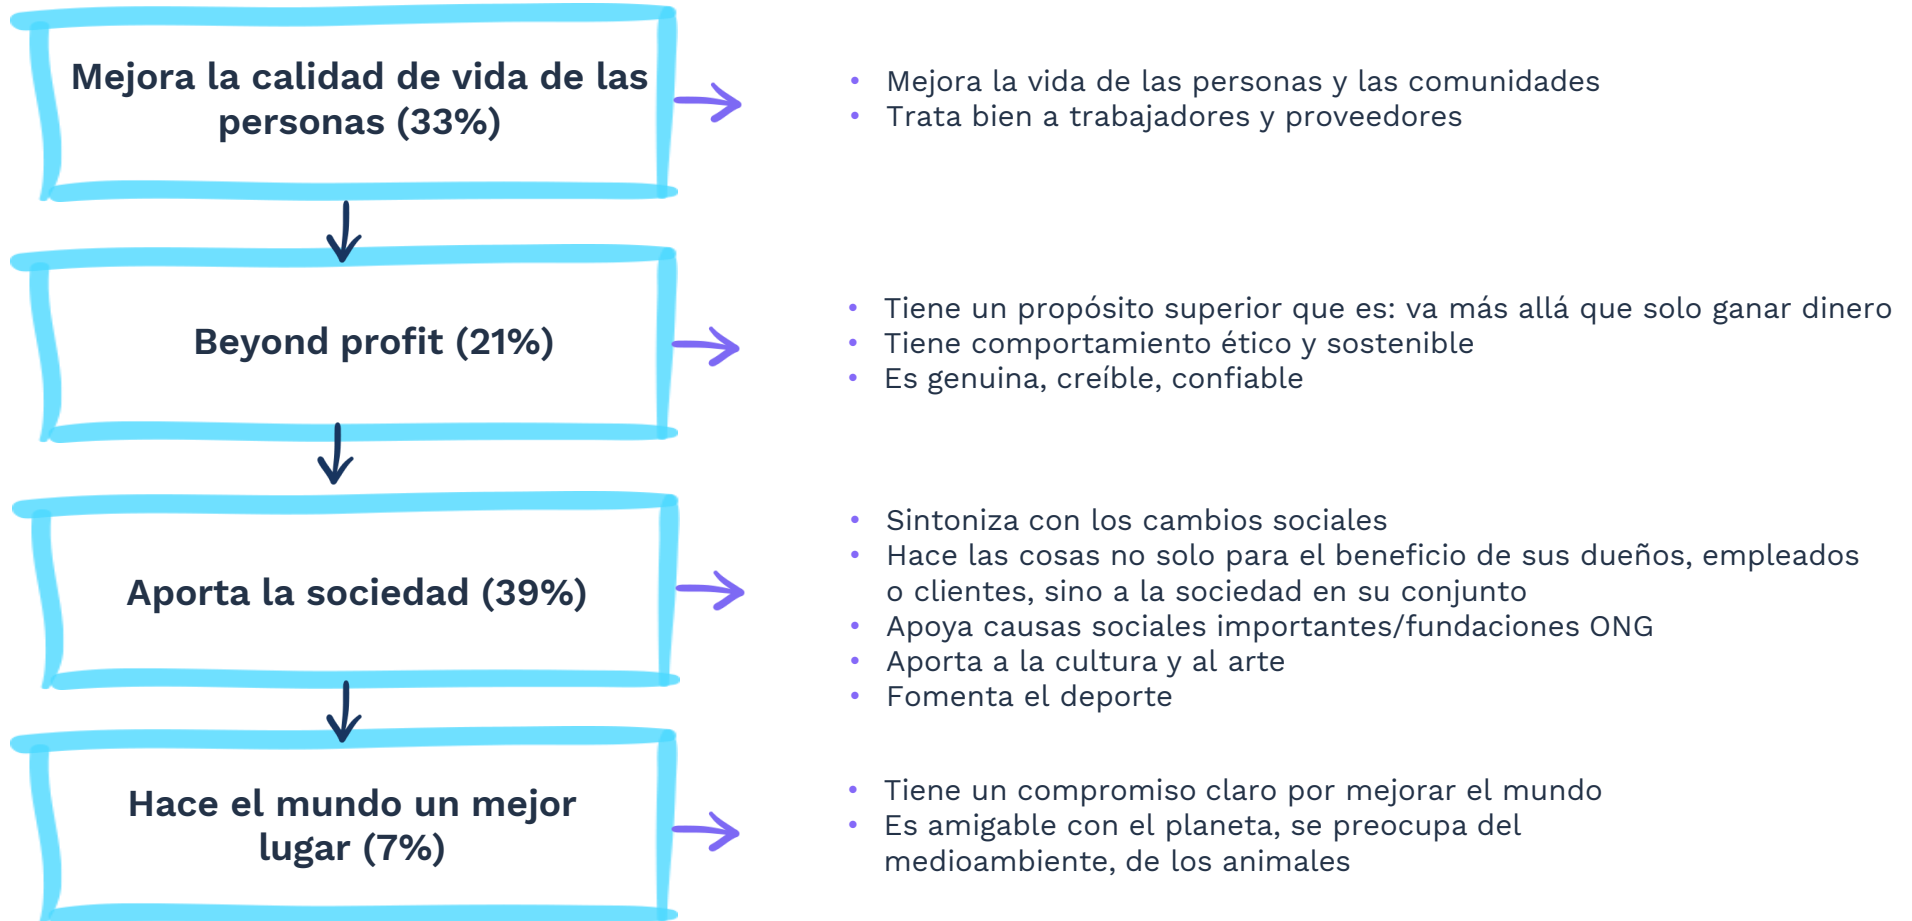 Mejora la calidad de vida de las
personas (33%)
• Mejora la vida de las personas y las comunidades
• Trata bien a trabajadores y proveedores
Beyond profit (21%)
• Tiene un propósito superior que es: va más allá que solo ganar dinero
• Tiene comportamiento ético y sostenible
• Es genuina, creíble, confiable
Aporta la sociedad (39%)
• Sintoniza con los cambios sociales
• Hace las cosas no solo para el beneficio de sus dueños, empleados
o clientes, sino a la sociedad en su conjunto
• Apoya causas sociales importantes/fundaciones ONG
• Aporta a la cultura y al arte
• Fomenta el deporte
Hace el mundo un mejor
lugar (7%)
• Tiene un compromiso claro por mejorar el mundo
• Es amigable con el planeta, se preocupa del
medioambiente, de los animales